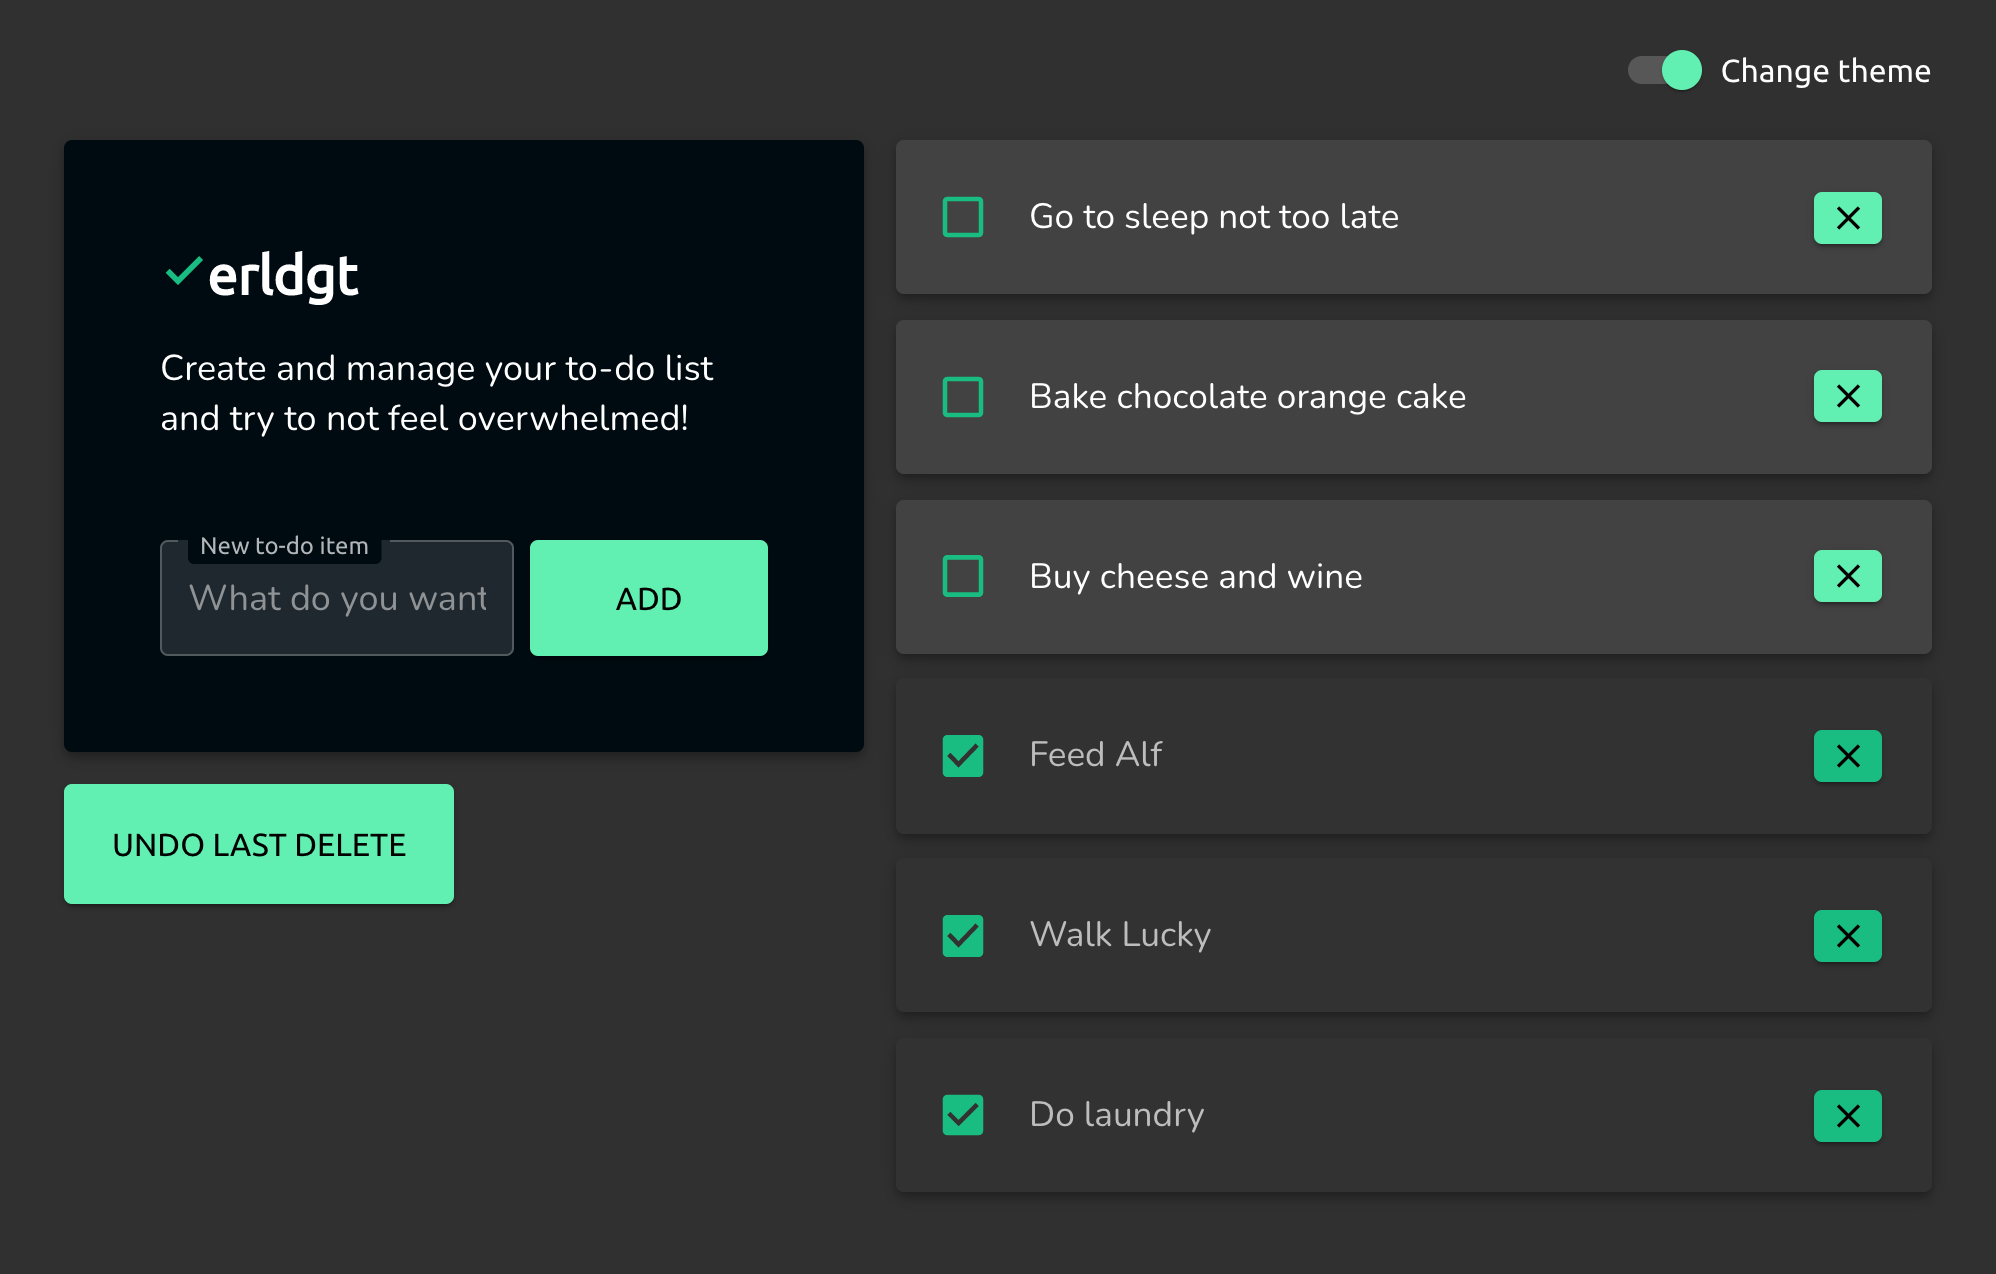 Change theme
erldgt
Create and manage your to-do list
and try to not feel overwhelmed!
New to-do item
What do you want
ADD
UNDO LAST DELETE
Go to sleep not too late
Bake chocolate orange cake
Buy cheese and wine
Feed Alf
Walk Lucky
Do laundry